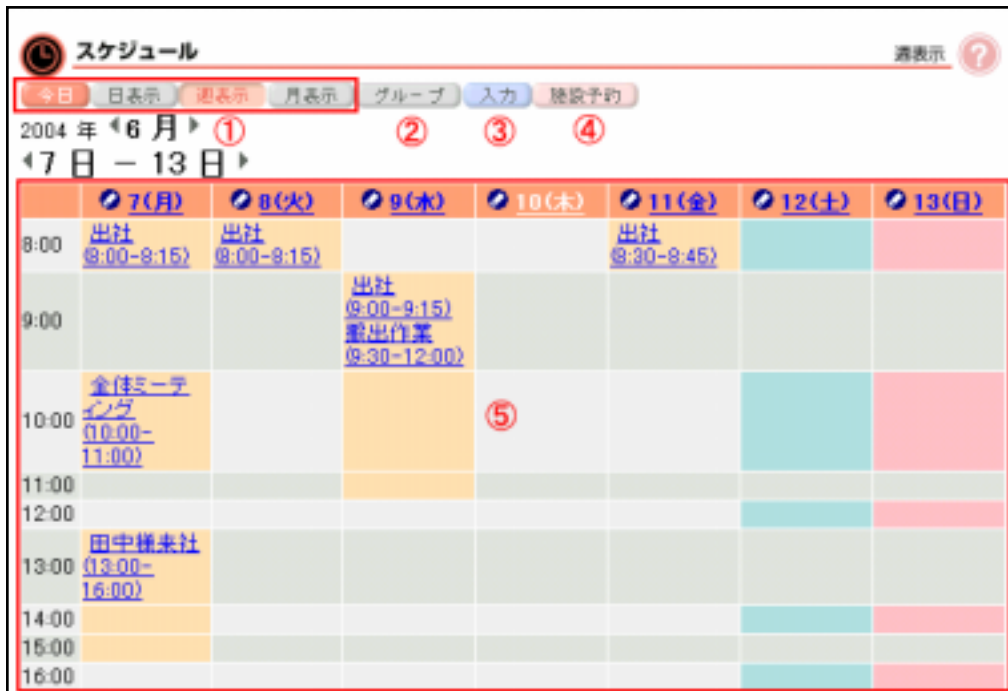 スケジュール
週表示 ?
今日 日表示 週表示 月表示 グループ 入力 施設予約
2004 年 6 月 ① ② ③ ④
7 日 － 13 日
7(月) 8(火) 9(水) 10(木) 11(金) 12(土) 13(日)
8:00 出社 出社 出社
(8:00-8:15) (8:00-8:15) (8:30-8:45)
出社
9:00 (9:00-9:15)
搬出作業
(9:30-12:00)
全体ミーテ
10:00 ィング ⑤
(10:00-
11:00)
11:00
12:00
田中様来社
13:00 (13:00-
16:00)
14:00
15:00
16:00